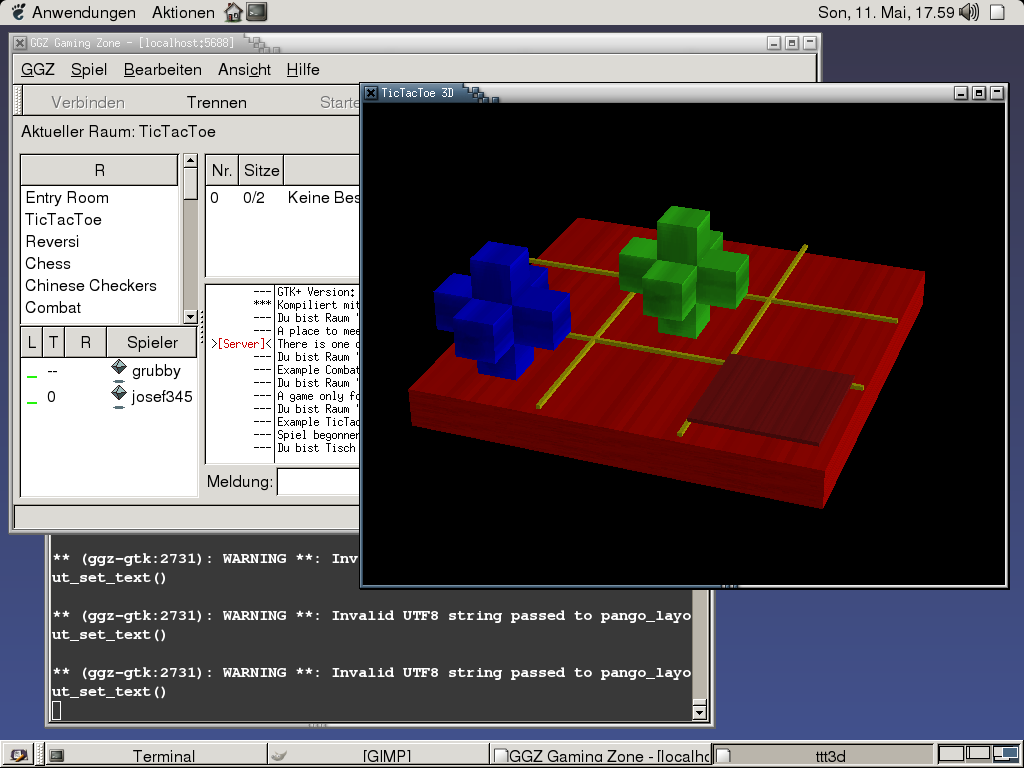 Anwendungen Aktionen Son, 11. Mai, 17.59
GGZ Gaming Zone - [localhost:5688]
GGZ Spiel Bearbeiten Ansicht Hilfe
Verbinden Trennen Starte
Aktueller Raum: TicTacToe
R
Entry Room
TicTacToe
Reversi
Chess
Chinese Checkers
Combat
Nr. Sitze
0 0/2 Keine Bes
L T R Spieler
-- grubby
0 josef345
--- GTK+ Version:
*** Kompiliert mit
--- Du bist Raum "
--- A place to mee
>[Server]< There is one o
--- Du bist Raum "
--- Example Combat
--- Du bist Raum "
--- A game only fo
--- Du bist Raum "
--- Example TicTac
--- Spiel begonnen
--- Du bist Tisch
Meldung:
TicTacToe 3D
** (ggz-gtk:2731): WARNING **: Inv
ut_set_text()
** (ggz-gtk:2731): WARNING **: Invalid UTF8 string passed to pango_layo
ut_set_text()
** (ggz-gtk:2731): WARNING **: Invalid UTF8 string passed to pango_layo
ut_set_text()
Terminal [GIMP] GGZ Gaming Zone - [localho ttt3d